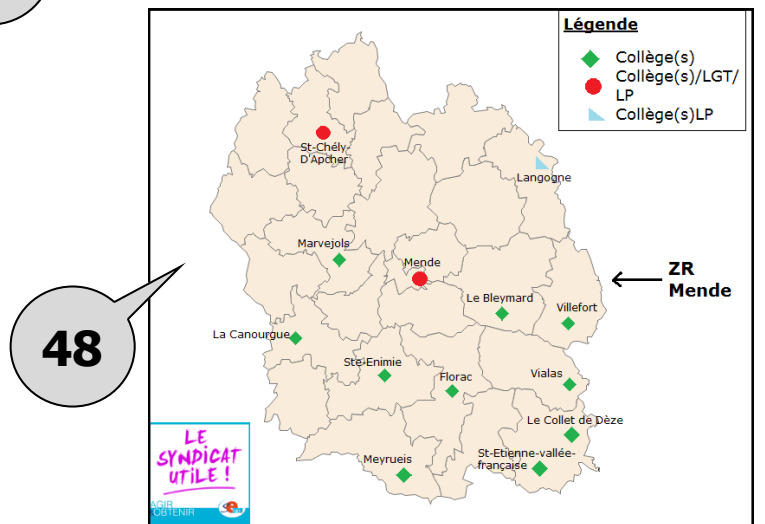 Légende
Collège(s)
Collège(s)/LGT/
LP
Collège(s)LP
St-Chély-
D'Apcher
Langogne
Marvejols
Mende
ZR
Mende
Le Bleymard
Villefort
48
La Canourgue
Ste-Enimie
Florac
Vialas
Le Collet de Dèze
St-Etienne-vallée-
française
Meyrueis
LE
SYNDICAT
UTILE !
AGIR
OBTENIR
se